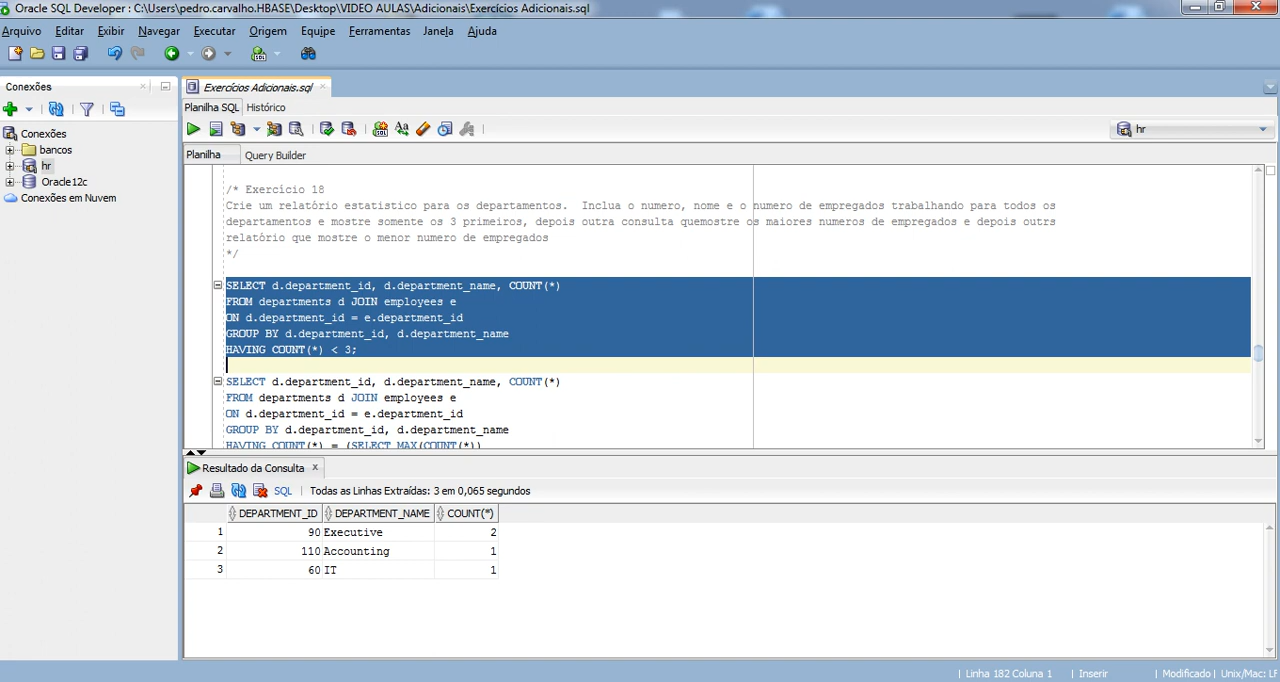 Oracle SQL Developer : C:\Users\pedro.carvalho.HBASE\Desktop\VIDEO AULAS\Adicionais\Exercícios Adicionais.sql
Arquivo Editar Exibir Navegar Executar Origem Equipe Ferramentas Janela Ajuda
Conexões
Exercícios Adicionais.sql
Planilha SQL Histórico
Conexões
bancos
hr
Oracle12c
Conexões em Nuvem
hr
Planilha Query Builder
/* Exercício 18
Crie um relatório estatistico para os departamentos. Inclua o numero, nome e o numero de empregados trabalhando para todos os
departamentos e mostre somente os 3 primeiros, depois outra consulta quemostre os maiores numeros de empregados e depois outrs
relatório que mostre o menor numero de empregados
*/
SELECT d.department_id, d.department_name, COUNT(*)
FROM departments d JOIN employees e
ON d.department_id = e.department_id
GROUP BY d.department_id, d.department_name
HAVING COUNT(*) < 3;
SELECT d.department_id, d.department_name, COUNT(*)
FROM departments d JOIN employees e
ON d.department_id = e.department_id
GROUP BY d.department_id, d.department_name
HAVING COUNT(*) = (SELECT MAX(COUNT(*))
Resultado da Consulta x
SQL | Todas as Linhas Extraídas: 3 em 0,065 segundos
DEPARTMENT_ID DEPARTMENT_NAME COUNT(*)
1 90 Executive 2
2 110 Accounting 1
3 60 IT 1
Linha 182 Coluna 1 | Inserir | Modificado | Unix/Mac: LF